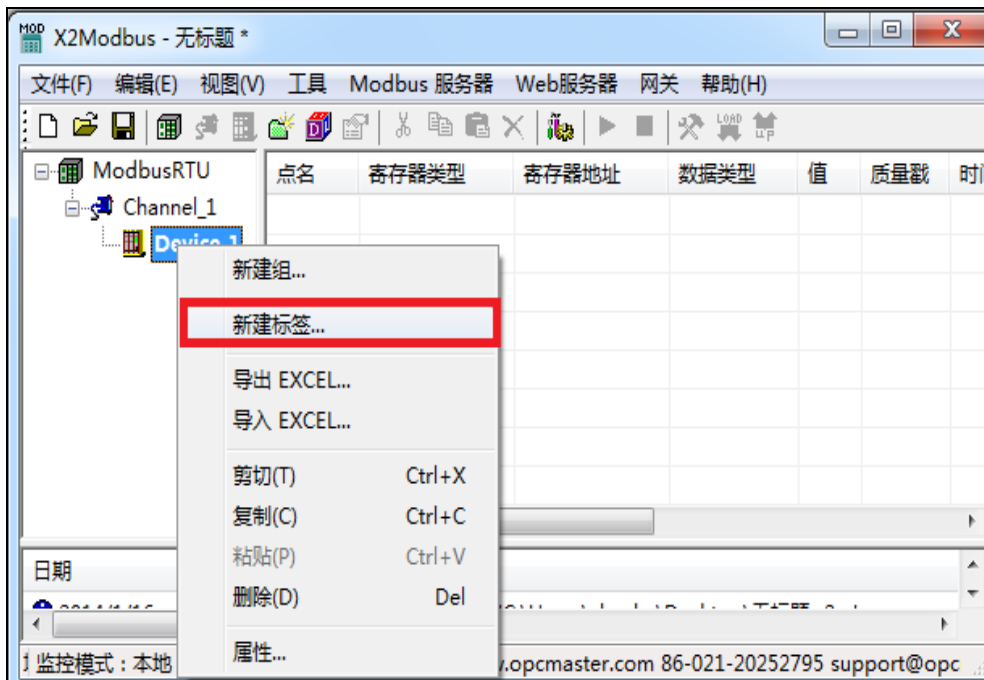 MOD X2Modbus - 无标题 *
文件(F) 编辑(E) 视图(V) 工具 Modbus 服务器 Web服务器 网关 帮助(H)
LOAD UP
ModbusRTU 点名 寄存器类型 寄存器地址 数据类型 值 质量戳
Channel_1
新建组...
新建标签...
导出 EXCEL...
导入 EXCEL...
剪切(T) Ctrl+X
复制(C) Ctrl+C
粘贴(P) Ctrl+V
日期
删除(D) Del
属性...
监控模式：本地 .opcmaster.com 86-021-20252795 support@opc